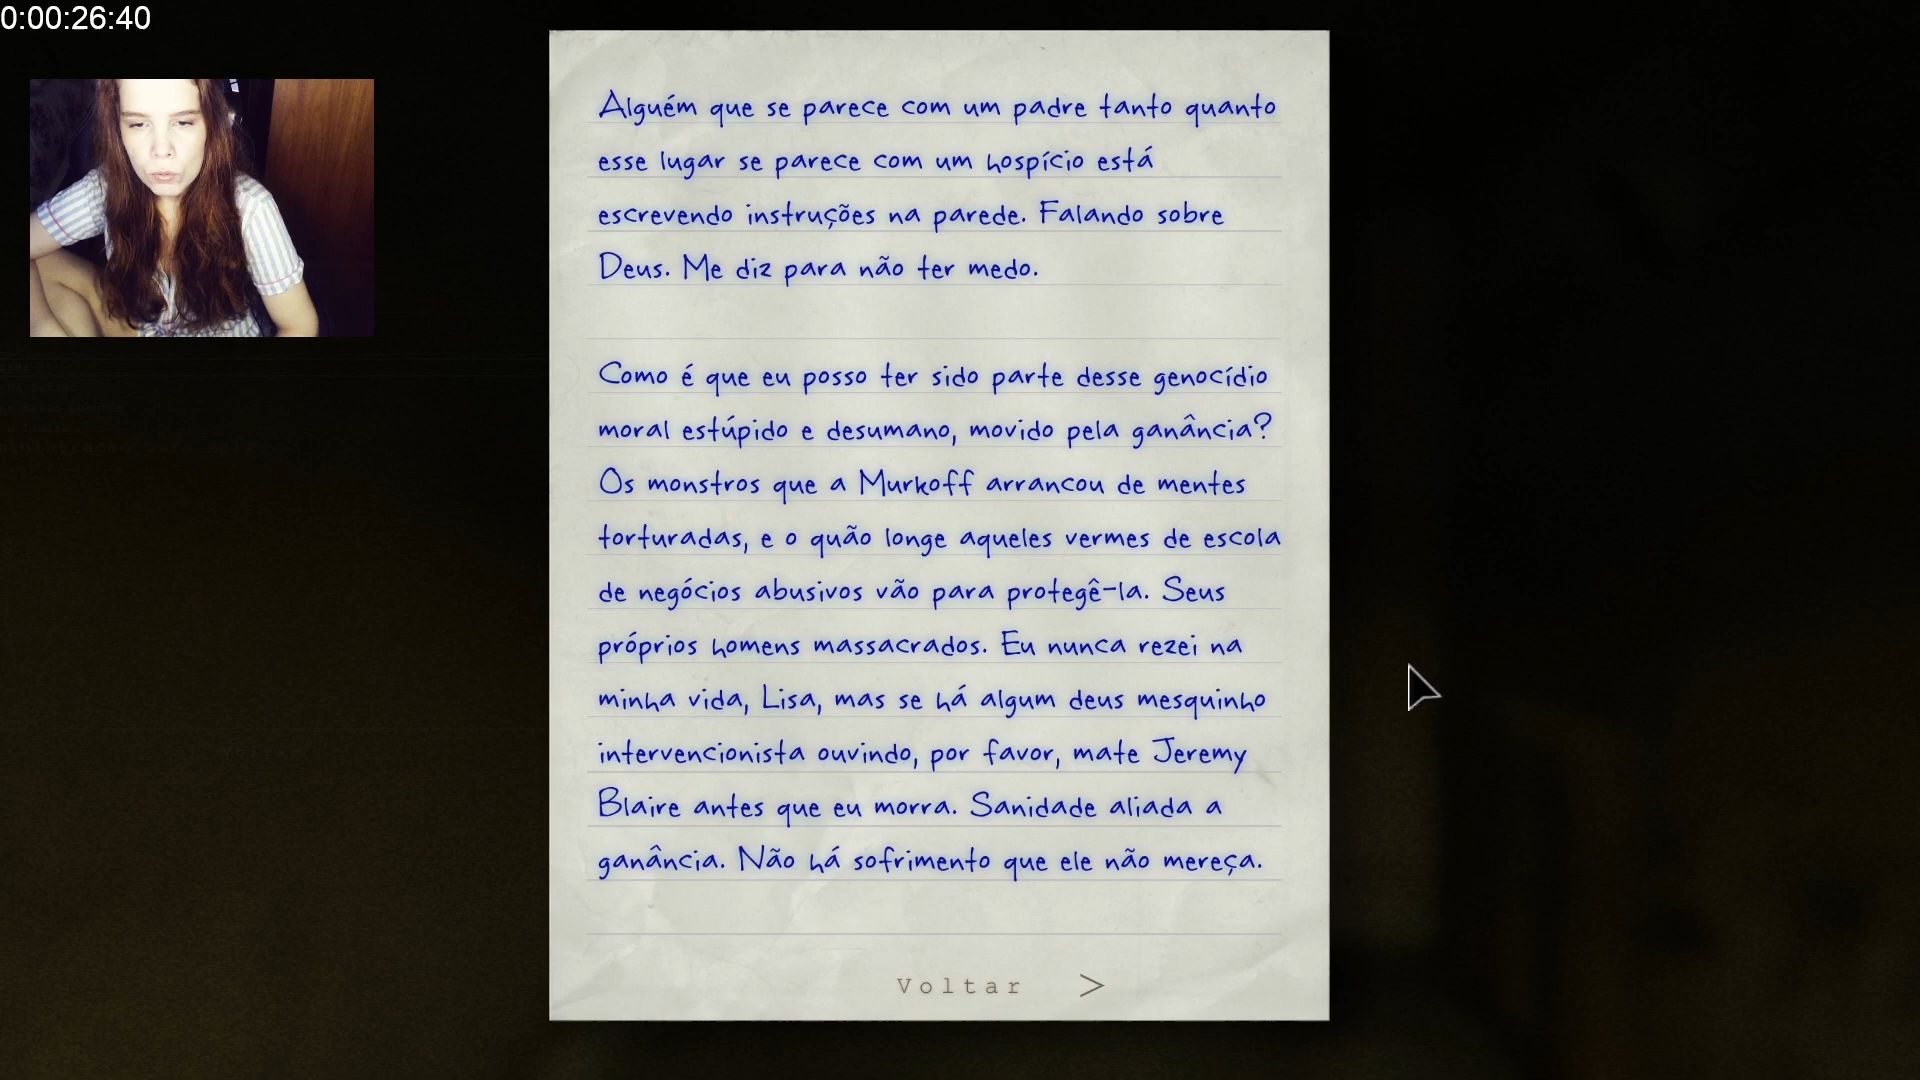 0:00:26:40
Alguém que se parece com um padre tanto quanto
esse lugar se parece com um hospício está
escrevendo instruções na parede. Falando sobre
Deus. Me diz para não ter medo.
Como é que eu posso ter sido parte desse genocídio
moral estúpido e desumano, movido pela ganância?
Os monstros que a Murkoff arrancou de mentes
torturadas, e o quão longe aqueles vermes de escola
de negócios abusivos vão para protegê-la. Seus
próprios homens massacrados. Eu nunca rezei na
minha vida, Lisa, mas se há algum deus mesquinho
intervencionista ouvindo, por favor, mate Jeremy
Blaire antes que eu morra. Sanidade aliada a
ganância. Não há sofrimento que ele não mereça.
Voltar >